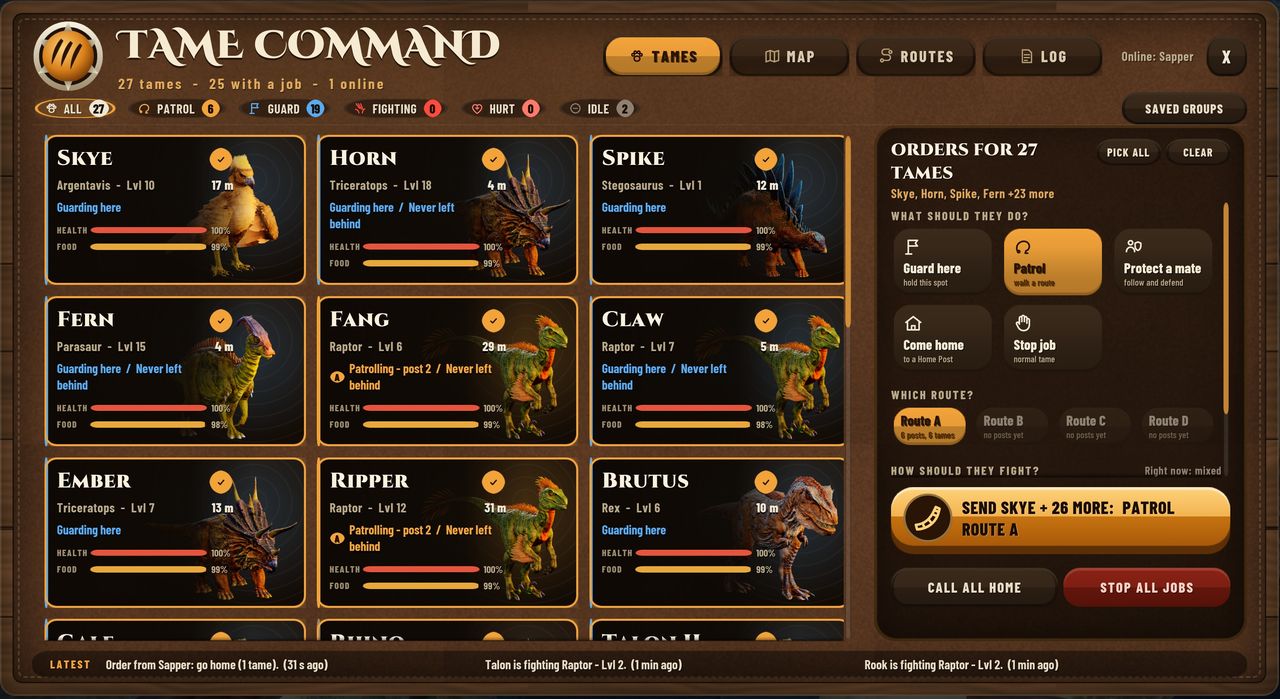 TAME COMMAND
27 tames - 25 with a job - 1 online
TAMES
MAP
ROUTES
LOG
Online: Sapper
X
ALL 27
PATROL 6
GUARD 19
FIGHTING 0
HURT 0
IDLE 2
SAVED GROUPS
SKYE
Argentavis - Lvl 10
17 m
Guarding here
HEALTH 100%
FOOD 99%
HORN
Triceratops - Lvl 18
4 m
Guarding here / Never left
behind
HEALTH 100%
FOOD 99%
SPIKE
Stegosaurus - Lvl 1
12 m
Guarding here
HEALTH 100%
FOOD 99%
FERN
Parasaur - Lvl 15
4 m
Guarding here / Never left
behind
HEALTH 100%
FOOD 98%
FANG
Raptor - Lvl 6
29 m
A Patrolling - post 2 / Never left
behind
HEALTH 100%
FOOD 99%
CLAW
Raptor - Lvl 7
5 m
Guarding here / Never left
behind
HEALTH 100%
FOOD 98%
EMBER
Triceratops - Lvl 7
13 m
Guarding here
HEALTH 100%
FOOD 99%
RIPPER
Raptor - Lvl 12
31 m
A Patrolling - post 2 / Never left
behind
HEALTH 100%
FOOD 99%
BRUTUS
Rex - Lvl 6
10 m
Guarding here
HEALTH 100%
FOOD 99%
ORDERS FOR 27
TAMES
PICK ALL
CLEAR
Skye, Horn, Spike, Fern +23 more
WHAT SHOULD THEY DO?
Guard here
hold this spot
Patrol
walk a route
Protect a mate
follow and defend
Come home
to a Home Post
Stop job
normal tame
WHICH ROUTE?
Route A
6 posts, 6 tames
Route B
no posts yet
Route C
no posts yet
Route D
no posts yet
HOW SHOULD THEY FIGHT?
Right now: mixed
SEND SKYE + 26 MORE: PATROL
ROUTE A
CALL ALL HOME
STOP ALL JOBS
LATEST
Order from Sapper: go home (1 tame). (31 s ago)
Talon is fighting Raptor - Lvl 2. (1 min ago)
Rook is fighting Raptor - Lvl 2. (1 min ago)